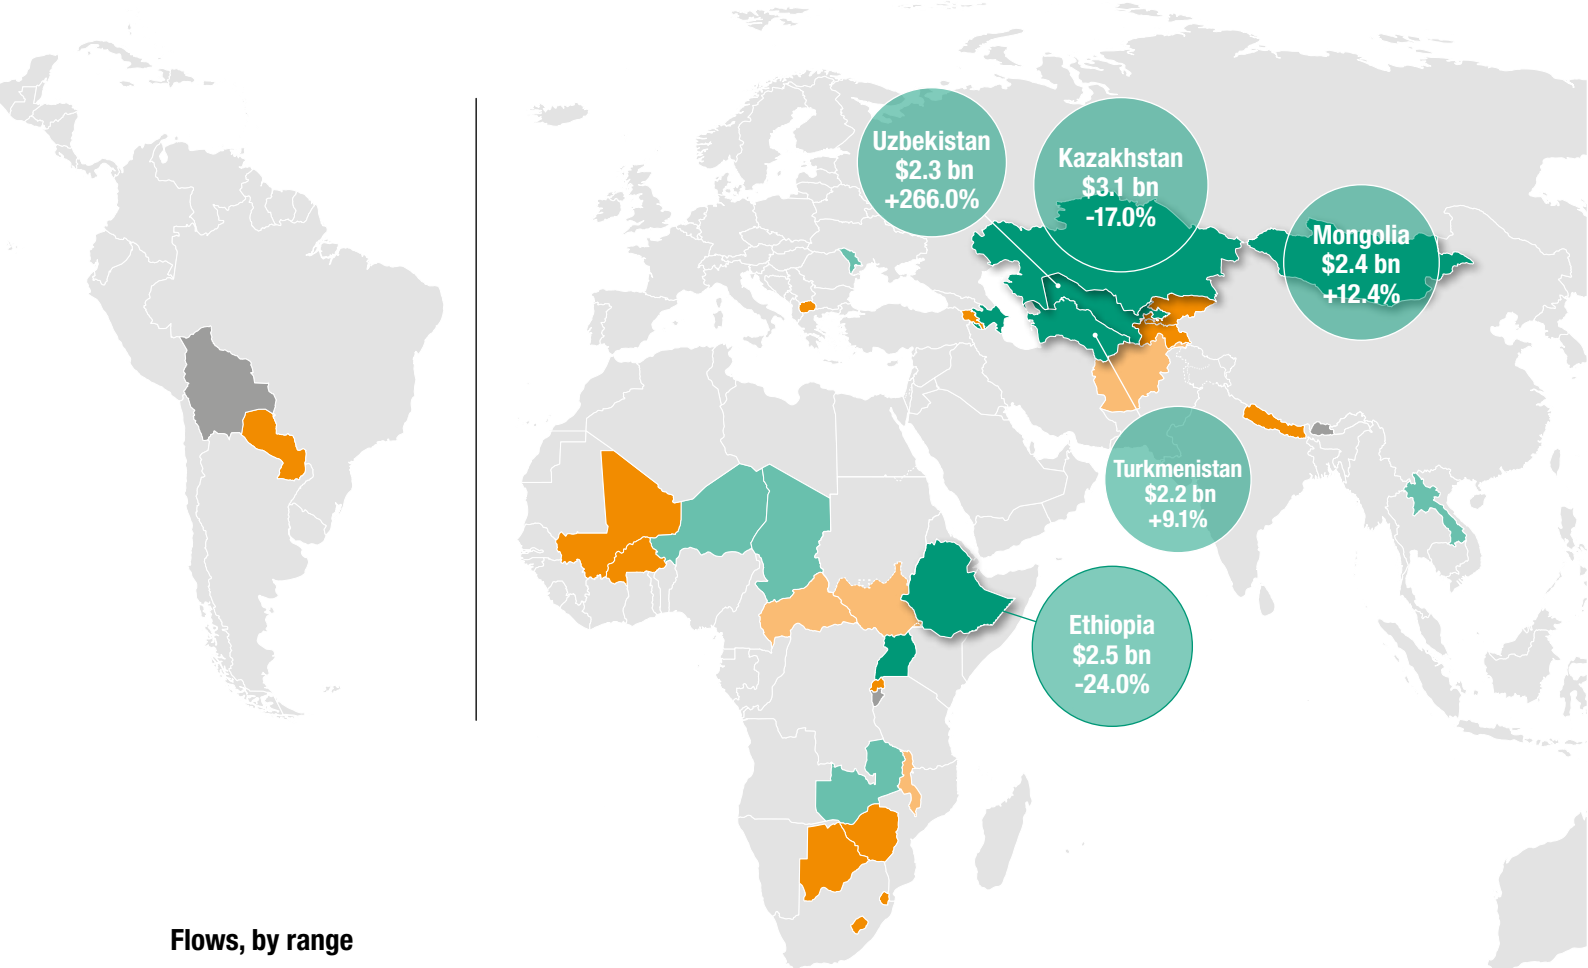 Uzbekistan
$2.3 bn
+266.0%
Kazakhstan
$3.1 bn
-17.0%
Mongolia
$2.4 bn
+12.4%
Turkmenistan
$2.2 bn
+9.1%
Ethiopia
$2.5 bn
-24.0%
Flows, by range